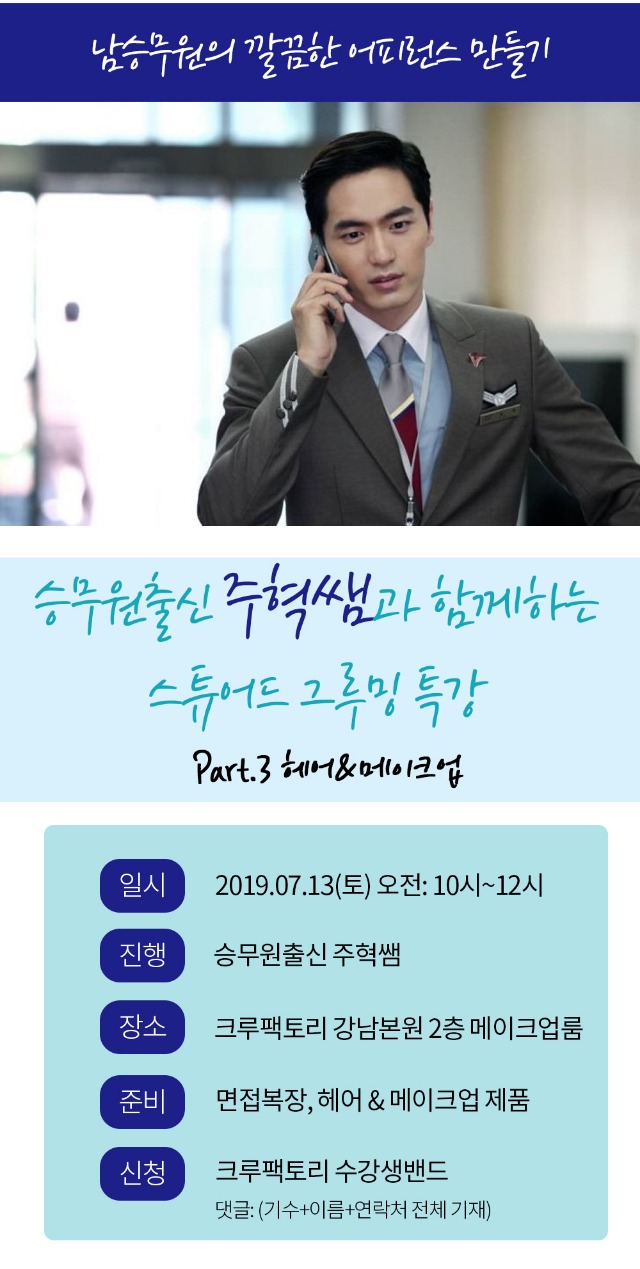 남승무원의 깔끔한 어피런스 만들기
승무원출신 주혁쌤과 함께하는
스튜어드 그루밍 특강
Part.3 헤어&메이크업
일시 2019.07.13(토) 오전: 10시~12시
진행 승무원출신 주혁쌤
장소 크루팩토리 강남본원 2층 메이크업룸
준비 면접복장, 헤어 & 메이크업 제품
신청 크루팩토리 수강생밴드
댓글: (기수+이름+연락처 전체 기재)